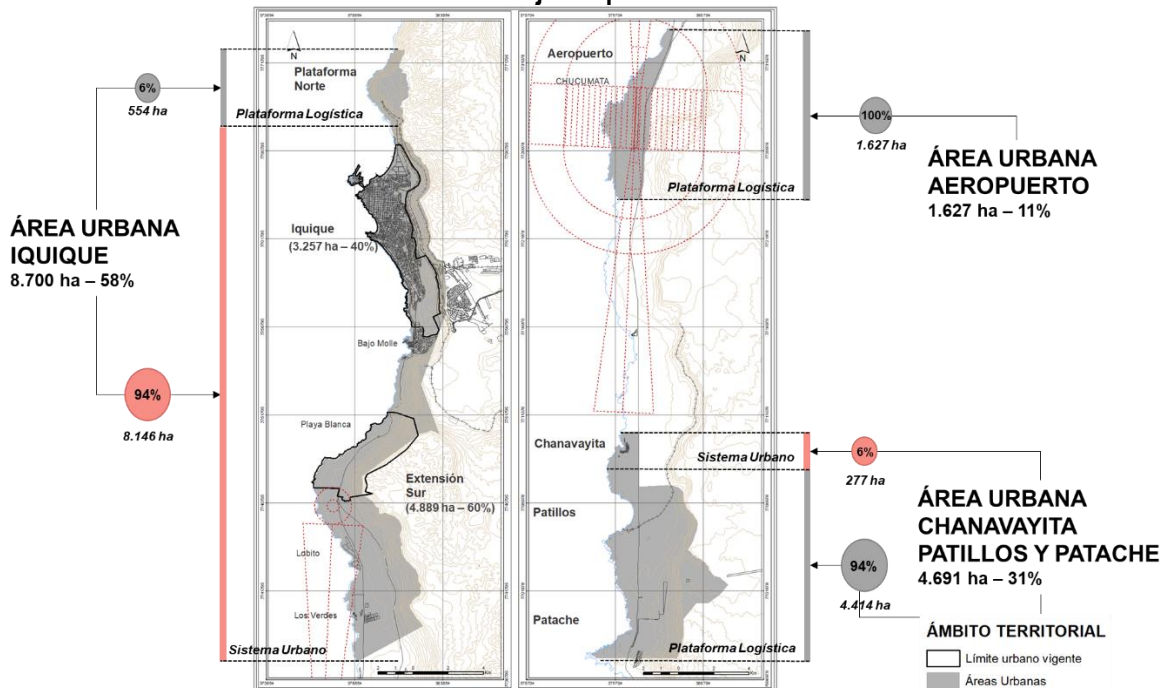 6%
554 ha
ÁREA URBANA
IQUIQUE
8.700 ha – 58%
94%
8.146 ha
N
Plataforma
Norte
Plataforma Logística
Iquique
(3.257 ha – 40%)
Bajo Molle
Playa Blanca
Extensión
Sur
(4.889 ha – 60%)
Lobito
Los Verdes
Sistema Urbano
Aeropuerto
CHUCUMATA
N
Plataforma Logística
Chanavayita
Sistema Urbano
Patillos
Patache
Plataforma Logística
100%
1.627 ha
ÁREA URBANA
AEROPUERTO
1.627 ha – 11%
6%
277 ha
ÁREA URBANA
CHANAVAYITA
PATILLOS Y PATACHE
4.691 ha – 31%
94%
4.414 ha
ÁMBITO TERRITORIAL
Límite urbano vigente
Áreas Urbanas